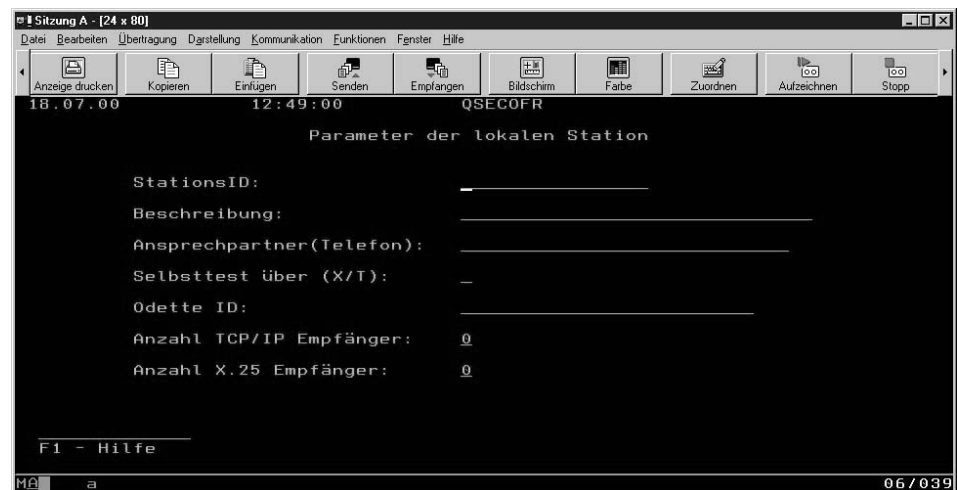 Sitzung A - [24 x 80]
Datei Bearbeiten Übertragung Darstellung Kommunikation Funktionen Fenster Hilfe
Anzeige drucken Kopieren Einfügen Senden Empfangen Bildschirm Farbe Zuordnen Aufzeichnen Stopp
18.07.00 12:49:00 QSECOFR
Parameter der lokalen Station
StationsID:
Beschreibung:
Ansprechpartner(Telefon):
Selbsttest über (X/T):
Odette ID:
Anzahl TCP/IP Empfänger: 0
Anzahl X.25 Empfänger: 0
F1 - Hilfe
MA a 06/039